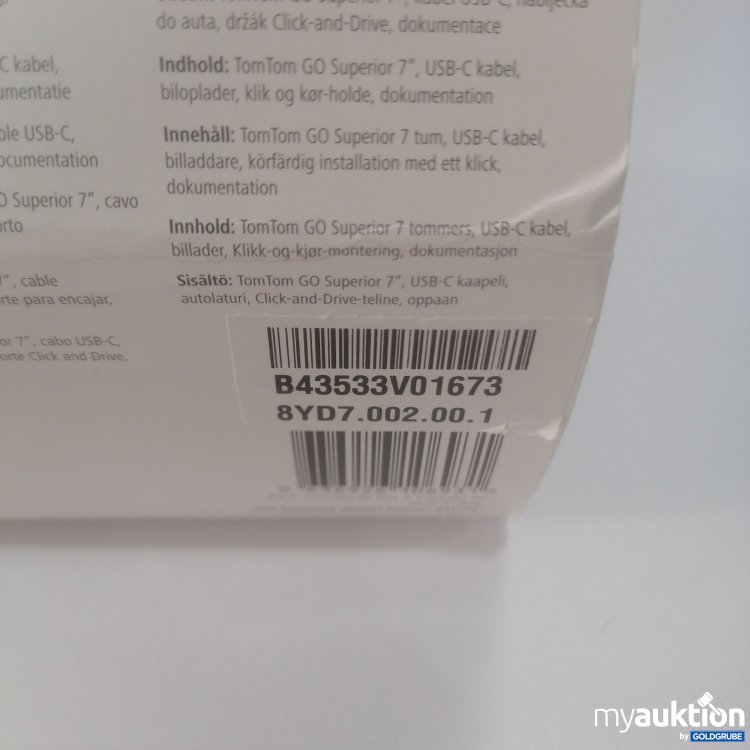 do auta, držák Click-and-Drive, dokumentace
C kabel,
umentatie
Indhold: TomTom GO Superior 7", USB-C kabel,
biloplader, klik og kør-holde, dokumentation
ble USB-C,
ocumentation
Innehåll: TomTom GO Superior 7 tum, USB-C kabel,
billaddare, körfärdig installation med ett klick,
dokumentation
O Superior 7", cavo
orto
Innhold: TomTom GO Superior 7 tommers, USB-C kabel,
billader, Klikk-og-kjør-montering, dokumentasjon
7", cable
rte para encajar,
Sisältö: TomTom GO Superior 7", USB-C kaapeli,
autolaturi, Click-and-Drive-teline, oppaan
or 7", cabo USB-C,
orte Click and Drive,
B43533V01673
8YD7.002.00.1
myauktion
by GOLDGRUBE